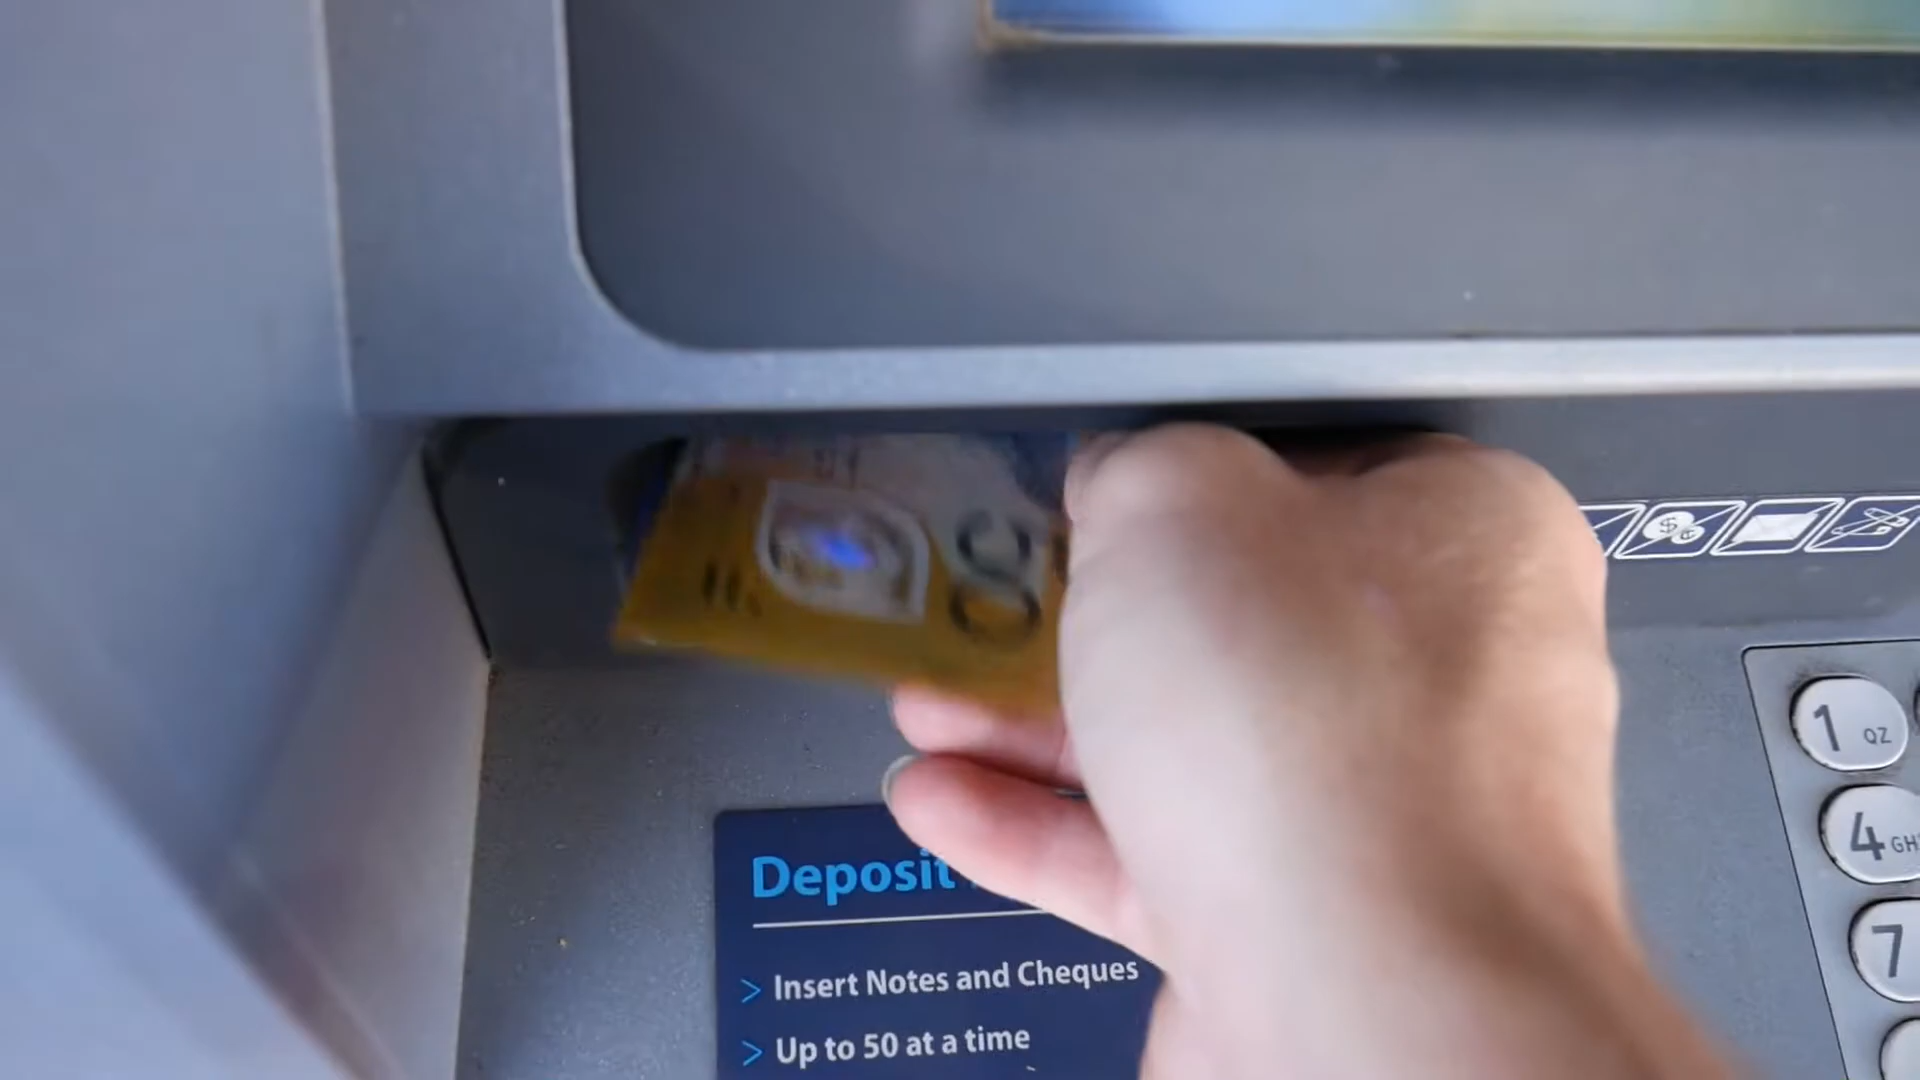 Deposit
> Insert Notes and Cheques
> Up to 50 at a time
1 QZ
4 GH
7